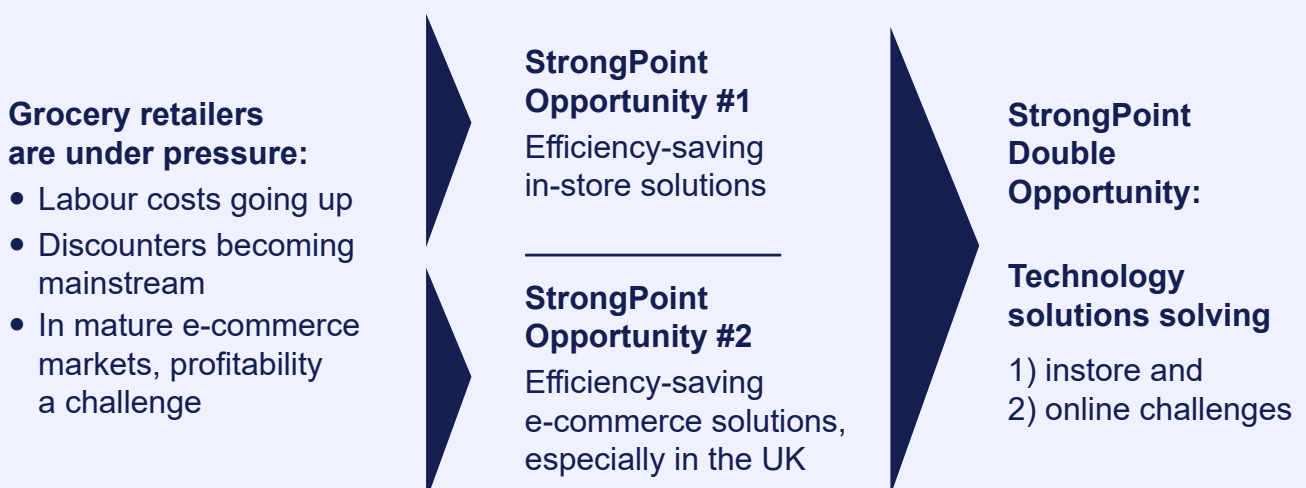 Grocery retailers
are under pressure:
• Labour costs going up
• Discounters becoming
mainstream
• In mature e-commerce
markets, profitability
a challenge
StrongPoint
Opportunity #1
Efficiency-saving
in-store solutions
StrongPoint
Opportunity #2
Efficiency-saving
e-commerce solutions,
especially in the UK
StrongPoint
Double
Opportunity:
Technology
solutions solving
1) instore and
2) online challenges